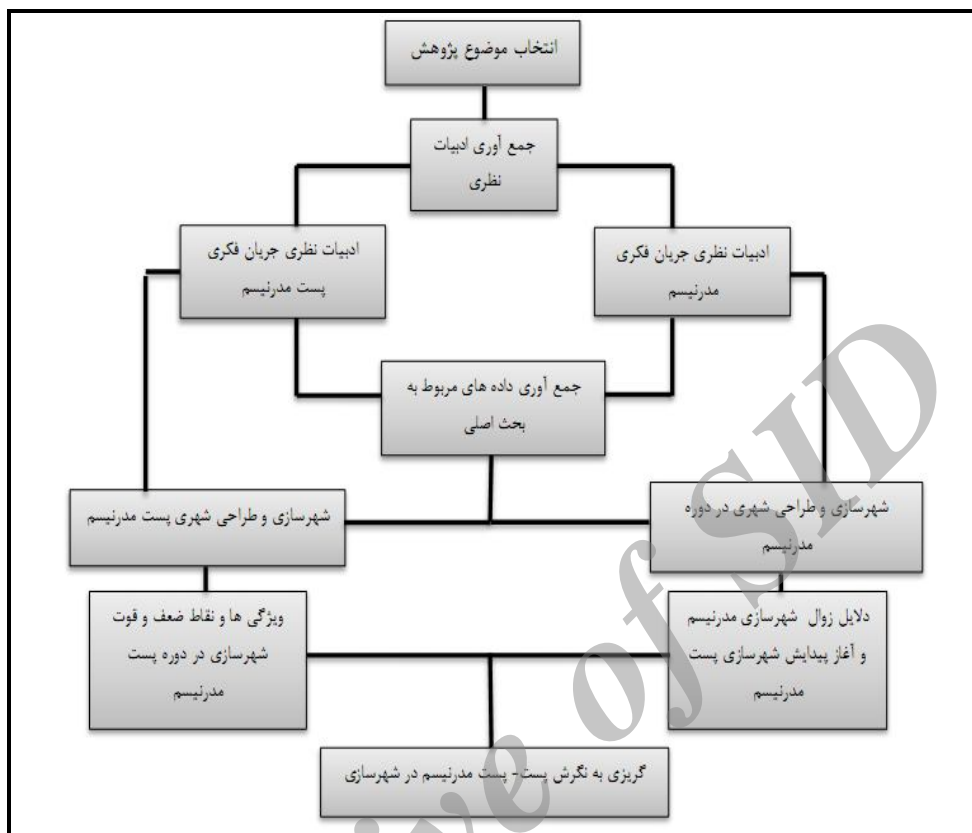 انتخاب موضوع پژوهش
جمع آوری ادبیات
نظری
ادبیات نظری جریان فکری
مدرنیسم
ادبیات نظری جریان فکری
پست مدرنیسم
جمع آوری داده های مربوط به
بحث اصلی
شهرسازی و طراحی شهری در دوره
مدرنیسم
شهرسازی و طراحی شهری پست مدرنیسم
دلایل زوال شهرسازی مدرنیسم
و آغاز پیدایش شهرسازی پست
مدرنیسم
ویژگی ها و نقاط ضعف و قوت
شهرسازی در دوره پست
مدرنیسم
گریزی به نگرش پست- پست مدرنیسم در شهرسازی
ive of SID